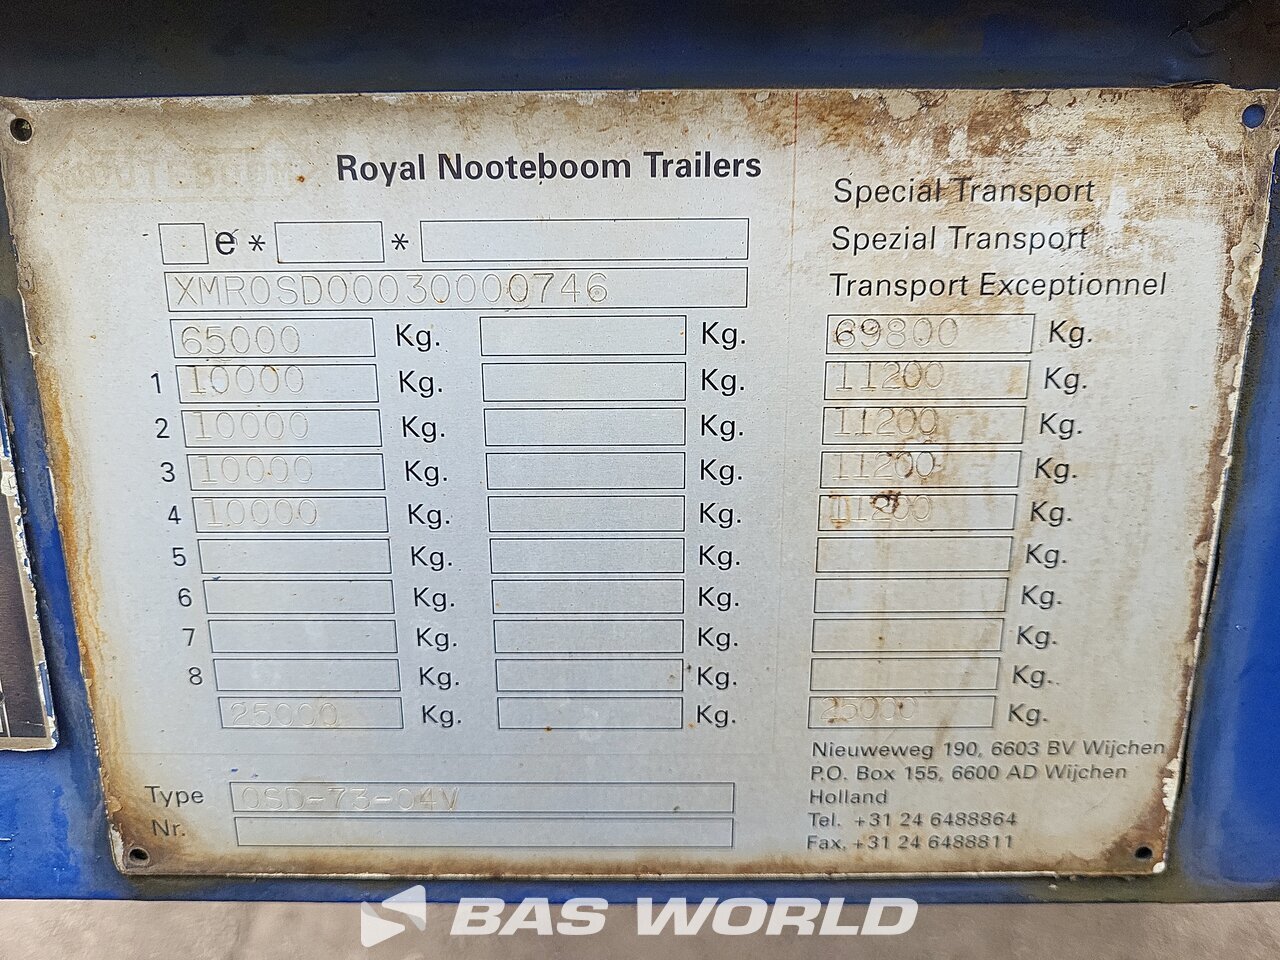 NOOTEBOOM
Royal Nooteboom Trailers
Special Transport
Spezial Transport
Transport Exceptionnel
e * *
XMR0SD00030000746
65000 Kg. Kg. 69800 Kg.
1 10000 Kg. Kg. 11200 Kg.
2 10000 Kg. Kg. 11200 Kg.
3 10000 Kg. Kg. 11200 Kg.
4 10000 Kg. Kg. 11200 Kg.
5 Kg. Kg. Kg.
6 Kg. Kg. Kg.
7 Kg. Kg. Kg.
8 Kg. Kg. Kg.
25000 Kg. Kg. 25000 Kg.
Type OSD-73-04V
Nr.
Nieuweweg 190, 6603 BV Wijchen
P.O. Box 155, 6600 AD Wijchen
Holland
Tel. +31 24 6488864
Fax. +31 24 6488811
BAS WORLD